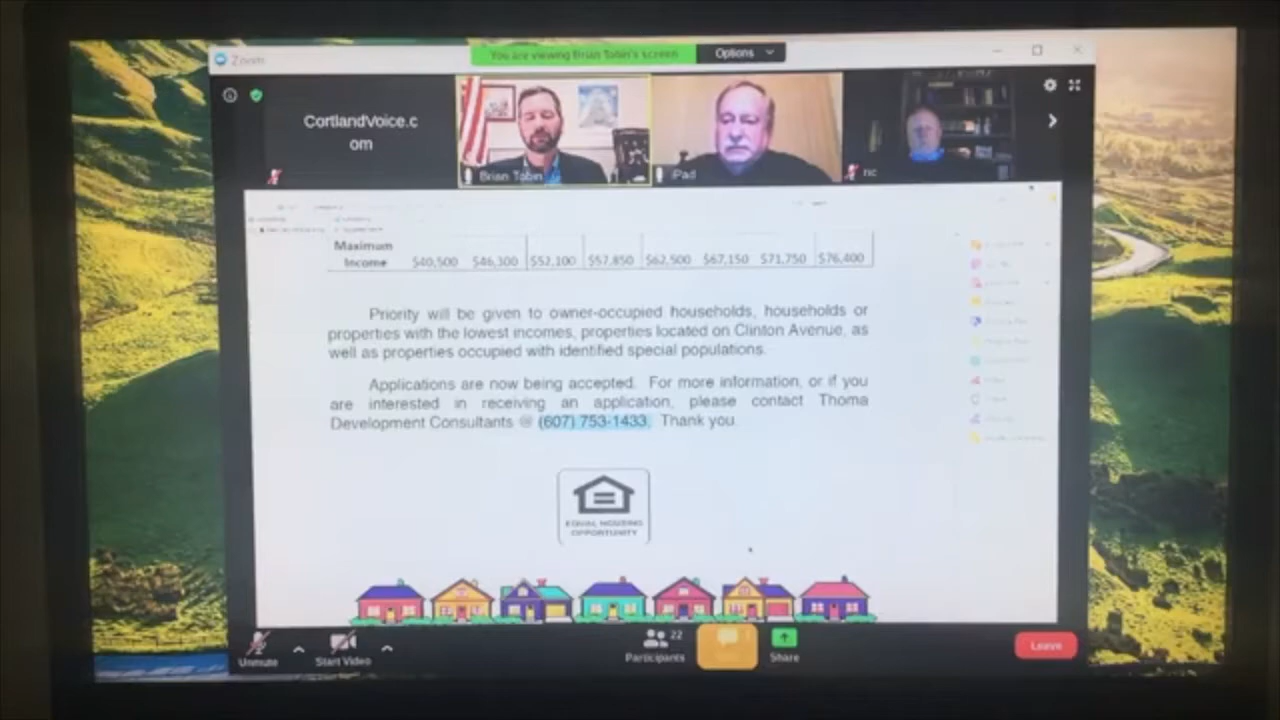 Zoom
You are viewing Brian Tobin's screen
Options
CortlandVoice.c
om
Brian Tobin
iPad
ric
Maximum
Income $40,500 $46,300 $52,100 $57,850 $62,500 $67,150 $71,750 $76,400
Priority will be given to owner-occupied households, households or
properties with the lowest incomes, properties located on Clinton Avenue, as
well as properties occupied with identified special populations.
Applications are now being accepted. For more information, or if you
are interested in receiving an application, please contact Thoma
Development Consultants @ (607) 753-1433. Thank you.
EQUAL HOUSING
OPPORTUNITY
22
Unmute
Start Video
Participants
Share
Leave